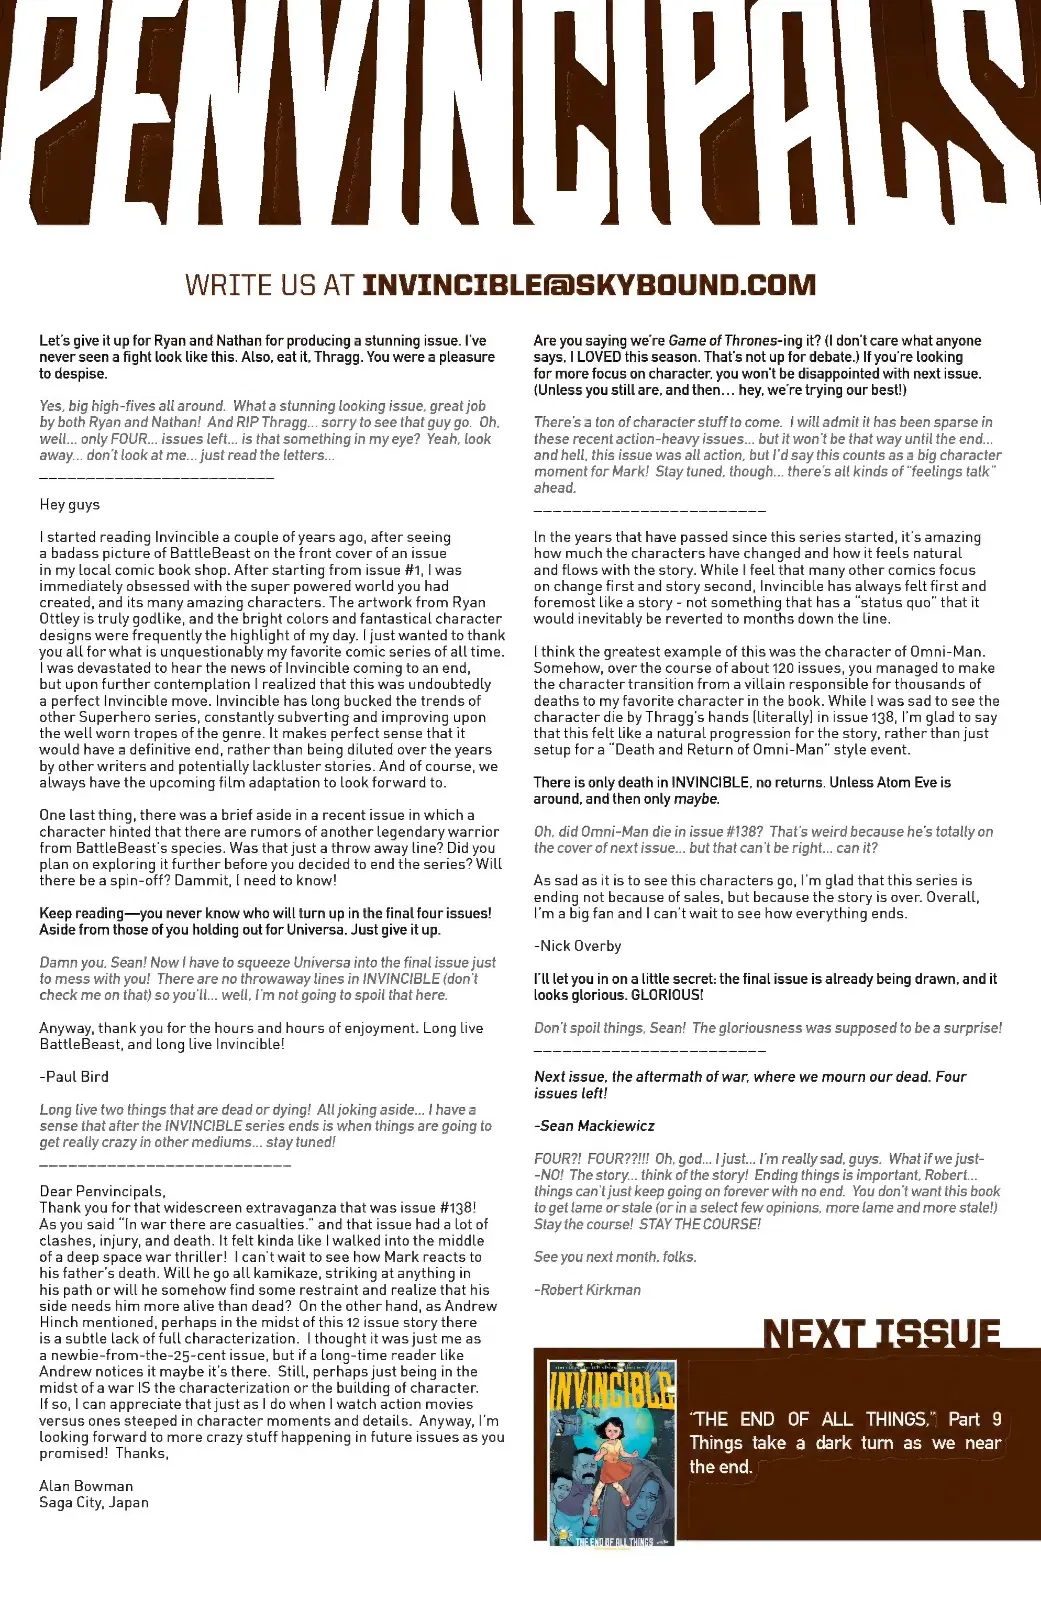 PENVINCIPALS
WRITE US AT INVINCIBLE@SKYBOUND.COM
Let's give it up for Ryan and Nathan for producing a stunning issue. I've
never seen a fight look like this. Also, eat it, Thragg. You were a pleasure
to despise.
Yes, big high-fives all around. What a stunning looking issue, great job
by both Ryan and Nathan! And RIP Thragg... sorry to see that guy go. Oh,
well... only FOUR... issues left... is that something in my eye? Yeah, look
away... don't look at me... just read the letters...
_________________________
Hey guys
I started reading Invincible a couple of years ago, after seeing
a badass picture of BattleBeast on the front cover of an issue
in my local comic book shop. After starting from issue #1, I was
immediately obsessed with the super powered world you had
created, and its many amazing characters. The artwork from Ryan
Ottley is truly godlike, and the bright colors and fantastical character
designs were frequently the highlight of my day. I just wanted to thank
you all for what is unquestionably my favorite comic series of all time.
I was devastated to hear the news of Invincible coming to an end,
but upon further contemplation I realized that this was undoubtedly
a perfect Invincible move. Invincible has long bucked the trends of
other Superhero series, constantly subverting and improving upon
the well worn tropes of the genre. It makes perfect sense that it
would have a definitive end, rather than being diluted over the years
by other writers and potentially lackluster stories. And of course, we
always have the upcoming film adaptation to look forward to.
One last thing, there was a brief aside in a recent issue in which a
character hinted that there are rumors of another legendary warrior
from BattleBeast's species. Was that just a throw away line? Did you
plan on exploring it further before you decided to end the series? Will
there be a spin-off? Dammit, I need to know!
Keep reading—you never know who will turn up in the final four issues!
Aside from those of you holding out for Universa. Just give it up.
Damn you, Sean! Now I have to squeeze Universa into the final issue just
to mess with you! There are no throwaway lines in INVINCIBLE (don't
check me on that) so you'll... well, I'm not going to spoil that here.
Anyway, thank you for the hours and hours of enjoyment. Long live
BattleBeast, and long live Invincible!
-Paul Bird
Long live two things that are dead or dying! All joking aside... I have a
sense that after the INVINCIBLE series ends is when things are going to
get really crazy in other mediums... stay tuned!
___________________________
Dear Penvincipals,
Thank you for that widescreen extravaganza that was issue #138!
As you said "In war there are casualties." and that issue had a lot of
clashes, injury, and death. It felt kinda like I walked into the middle
of a deep space war thriller! I can't wait to see how Mark reacts to
his father's death. Will he go all kamikaze, striking at anything in
his path or will he somehow find some restraint and realize that his
side needs him more alive than dead? On the other hand, as Andrew
Hinch mentioned, perhaps in the midst of this 12 issue story there
is a subtle lack of full characterization. I thought it was just me as
a newbie-from-the-25-cent issue, but if a long-time reader like
Andrew notices it maybe it's there. Still, perhaps just being in the
midst of a war IS the characterization or the building of character.
If so, I can appreciate that just as I do when I watch action movies
versus ones steeped in character moments and details. Anyway, I'm
looking forward to more crazy stuff happening in future issues as you
promised! Thanks,
Alan Bowman
Saga City, Japan
Are you saying we're Game of Thrones-ing it? (I don't care what anyone
says, I LOVED this season. That's not up for debate.) If you're looking
for more focus on character, you won't be disappointed with next issue.
(Unless you still are, and then... hey, we're trying our best!)
There's a ton of character stuff to come. I will admit it has been sparse in
these recent action-heavy issues... but it won't be that way until the end...
and hell, this issue was all action, but I'd say this counts as a big character
moment for Mark! Stay tuned, though... there's all kinds of "feelings talk"
ahead.
_________________________
In the years that have passed since this series started, it's amazing
how much the characters have changed and how it feels natural
and flows with the story. While I feel that many other comics focus
on change first and story second, Invincible has always felt first and
foremost like a story - not something that has a "status quo" that it
would inevitably be reverted to months down the line.
I think the greatest example of this was the character of Omni-Man.
Somehow, over the course of about 120 issues, you managed to make
the character transition from a villain responsible for thousands of
deaths to my favorite character in the book. While I was sad to see the
character die by Thragg's hands (literally) in issue 138, I'm glad to say
that this felt like a natural progression for the story, rather than just
setup for a "Death and Return of Omni-Man" style event.
There is only death in INVINCIBLE, no returns. Unless Atom Eve is
around, and then only maybe.
Oh, did Omni-Man die in issue #138? That's weird because he's totally on
the cover of next issue... but that can't be right... can it?
As sad as it is to see this characters go, I'm glad that this series is
ending not because of sales, but because the story is over. Overall,
I'm a big fan and I can't wait to see how everything ends.
-Nick Overby
I'll let you in on a little secret: the final issue is already being drawn, and it
looks glorious. GLORIOUS!
Don't spoil things, Sean! The gloriousness was supposed to be a surprise!
_________________________
Next issue, the aftermath of war, where we mourn our dead. Four
issues left!
-Sean Mackiewicz
FOUR?! FOUR??!!! Oh, god... I just... I'm really sad, guys. What if we just-
-NO! The story... think of the story! Ending things is important, Robert...
things can't just keep going on forever with no end. You don't want this book
to get lame or stale (or in a select few opinions, more lame and more stale!)
Stay the course! STAY THE COURSE!
See you next month, folks.
-Robert Kirkman
NEXT ISSUE
INVINCIBLE
THE END OF ALL THINGS
"THE END OF ALL THINGS," Part 9
Things take a dark turn as we near
the end.